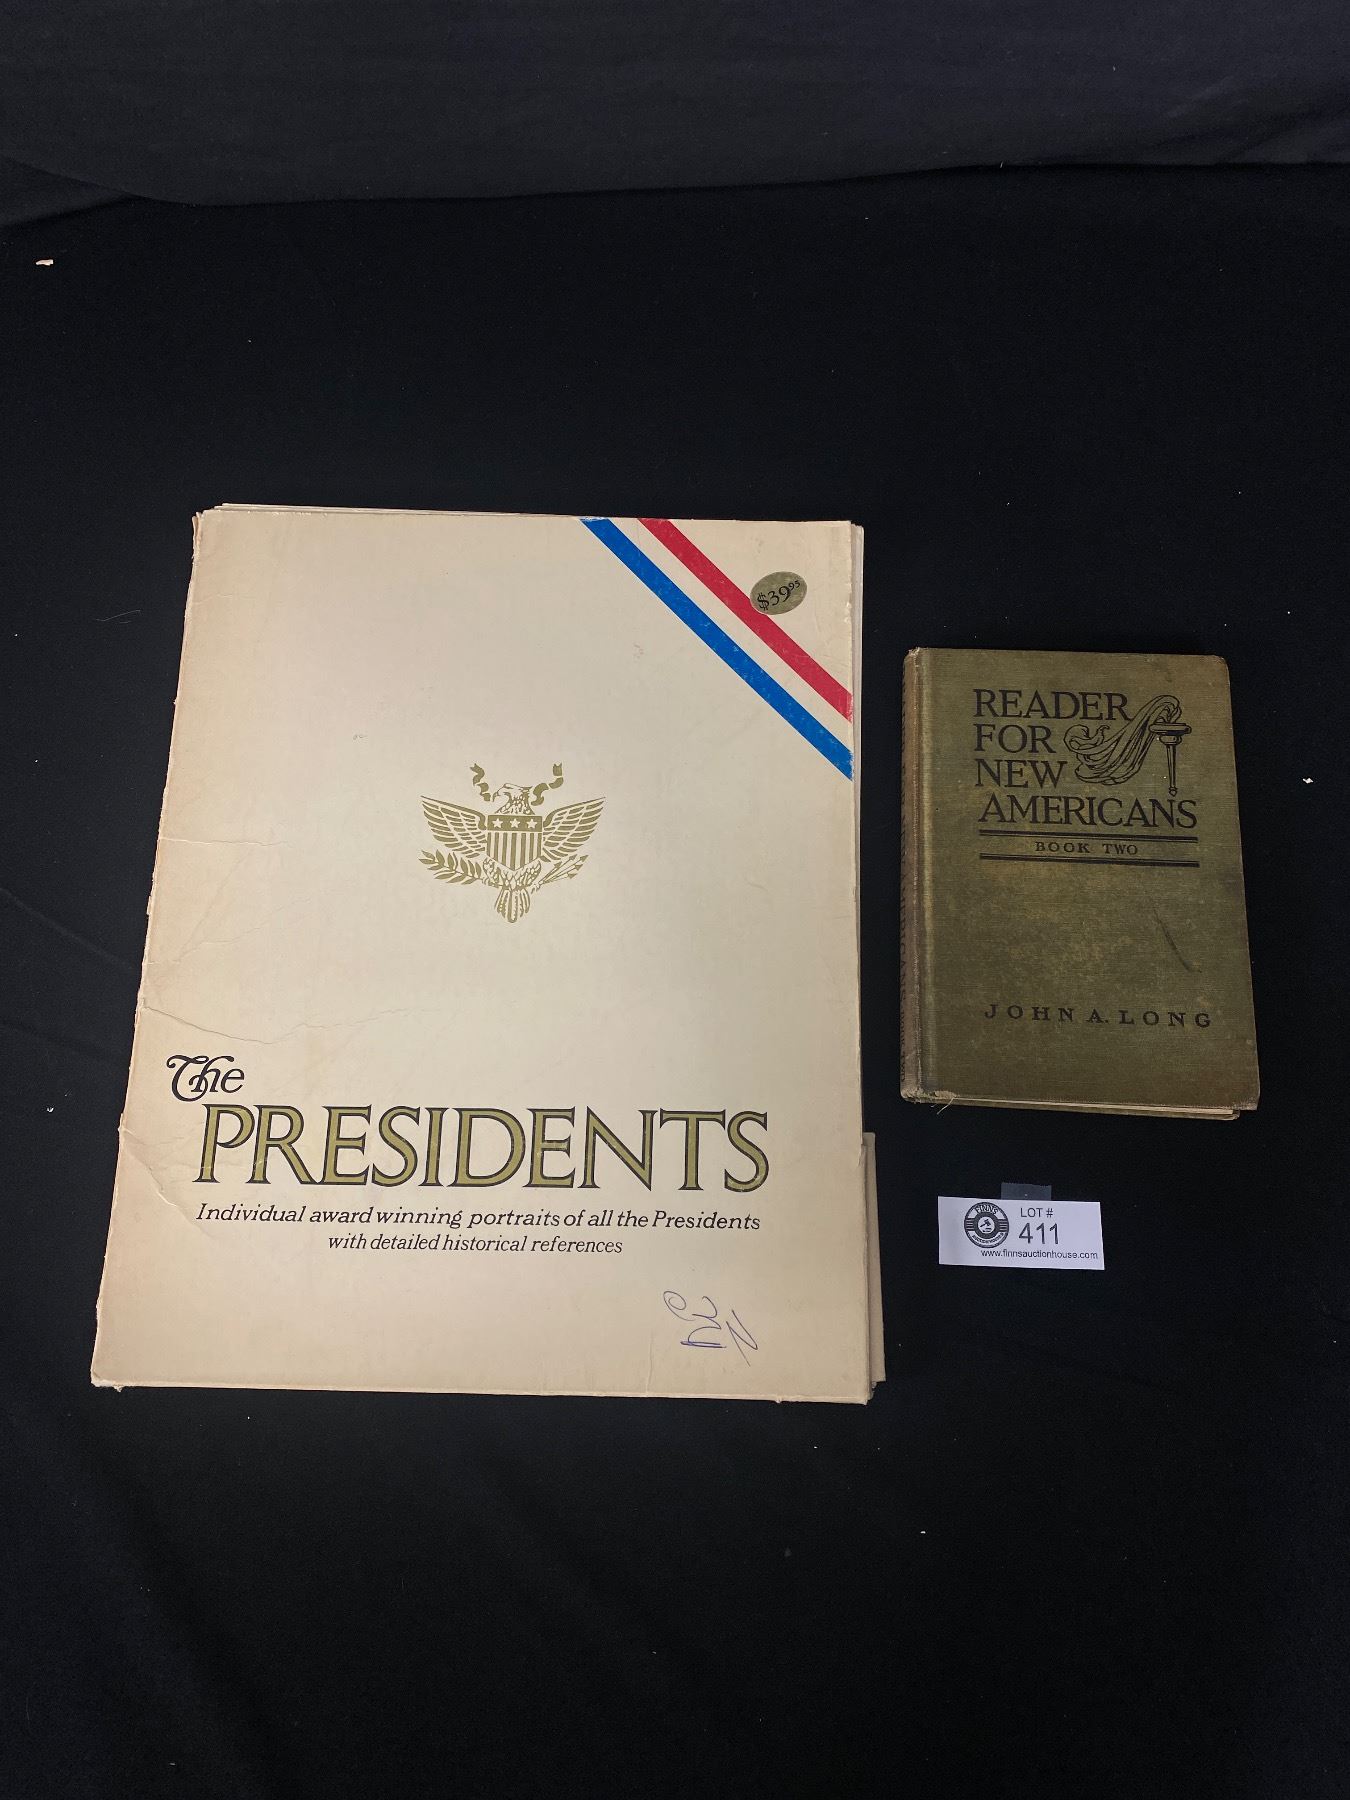 $39.95
The
PRESIDENTS
Individual award winning portraits of all the Presidents
with detailed historical references
READER
FOR
NEW
AMERICANS
BOOK TWO
JOHN A. LONG
FINNS
LOT #
411
www.finnsauctionhouse.com